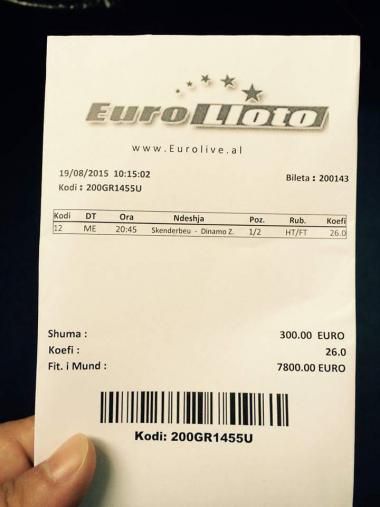 Euro Lloto
www.Eurolive.al
19/08/2015 10:15:02
Bileta : 200143
Kodi : 200GR1455U
Kodi DT Ora Ndeshja Poz. Rub. Koefi
12 ME 20:45 Skenderbeu - Dinamo Z. 1/2 HT/FT 26.0
Shuma : 300.00 EURO
Koefi : 26.0
Fit. i Mund : 7800.00 EURO
Kodi: 200GR1455U